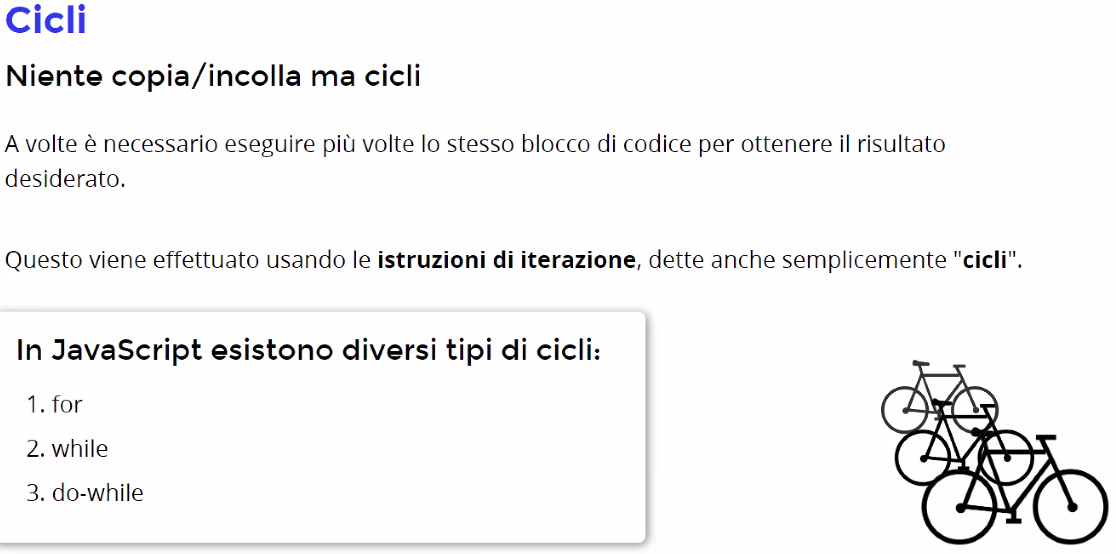 Cicli
Niente copia/incolla ma cicli
A volte è necessario eseguire più volte lo stesso blocco di codice per ottenere il risultato
desiderato.
Questo viene effettuato usando le istruzioni di iterazione, dette anche semplicemente "cicli".
In JavaScript esistono diversi tipi di cicli:
1. for
2. while
3. do-while